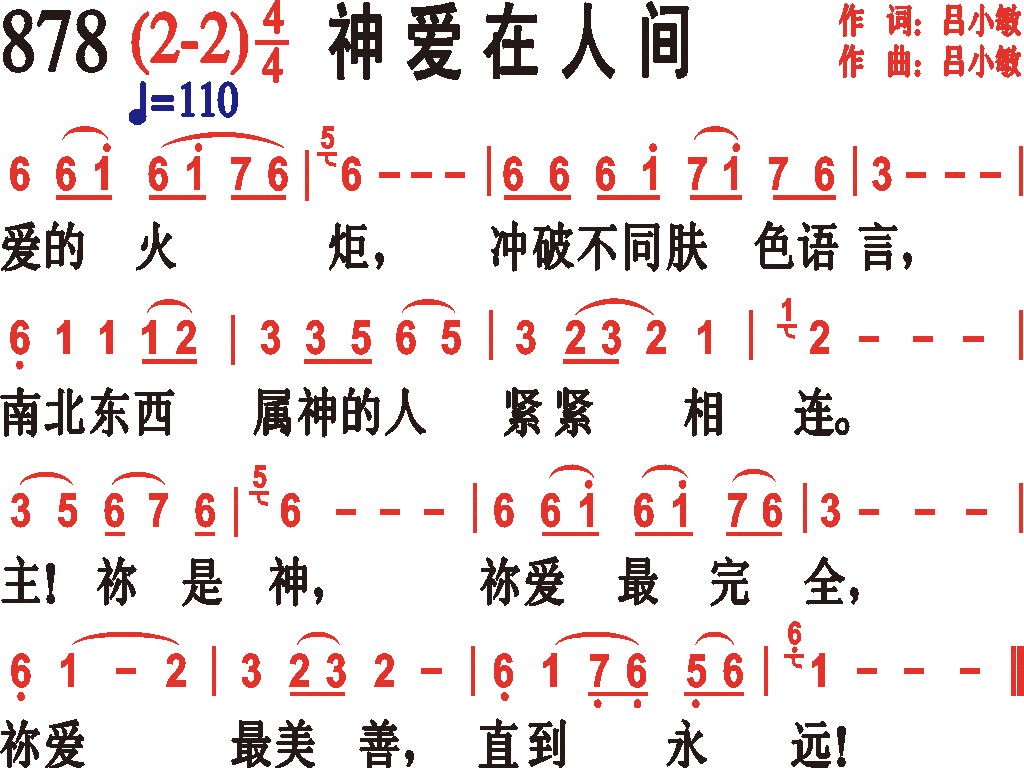 878 (2-2) 4/4 神爱在人间 作 词：吕小敏
作 曲：吕小敏
♩=110
6 6 i 6 i 7 6 | 5 6 - - - | 6 6 6 i 7 i 7 6 | 3 - - - |
爱的 火 炬， 冲破不同肤 色语言，
6̣ 1 1 1 2 | 3 3 5 6 5 | 3 2 3 2 1 | 1 2 - - - |
南北东西 属神的人 紧紧 相 连。
3 5 6 7 6 | 5 6 - - - | 6 6 i 6 i 7 6 | 3 - - - |
主！祢 是 神， 祢爱 最 完 全，
6̣ 1 - 2 | 3 2 3 2 - | 6̣ 1 7̣ 6̣ 5̣ 6 | 6̣ 1 - - - ‖
祢爱 最美 善， 直到 永 远！